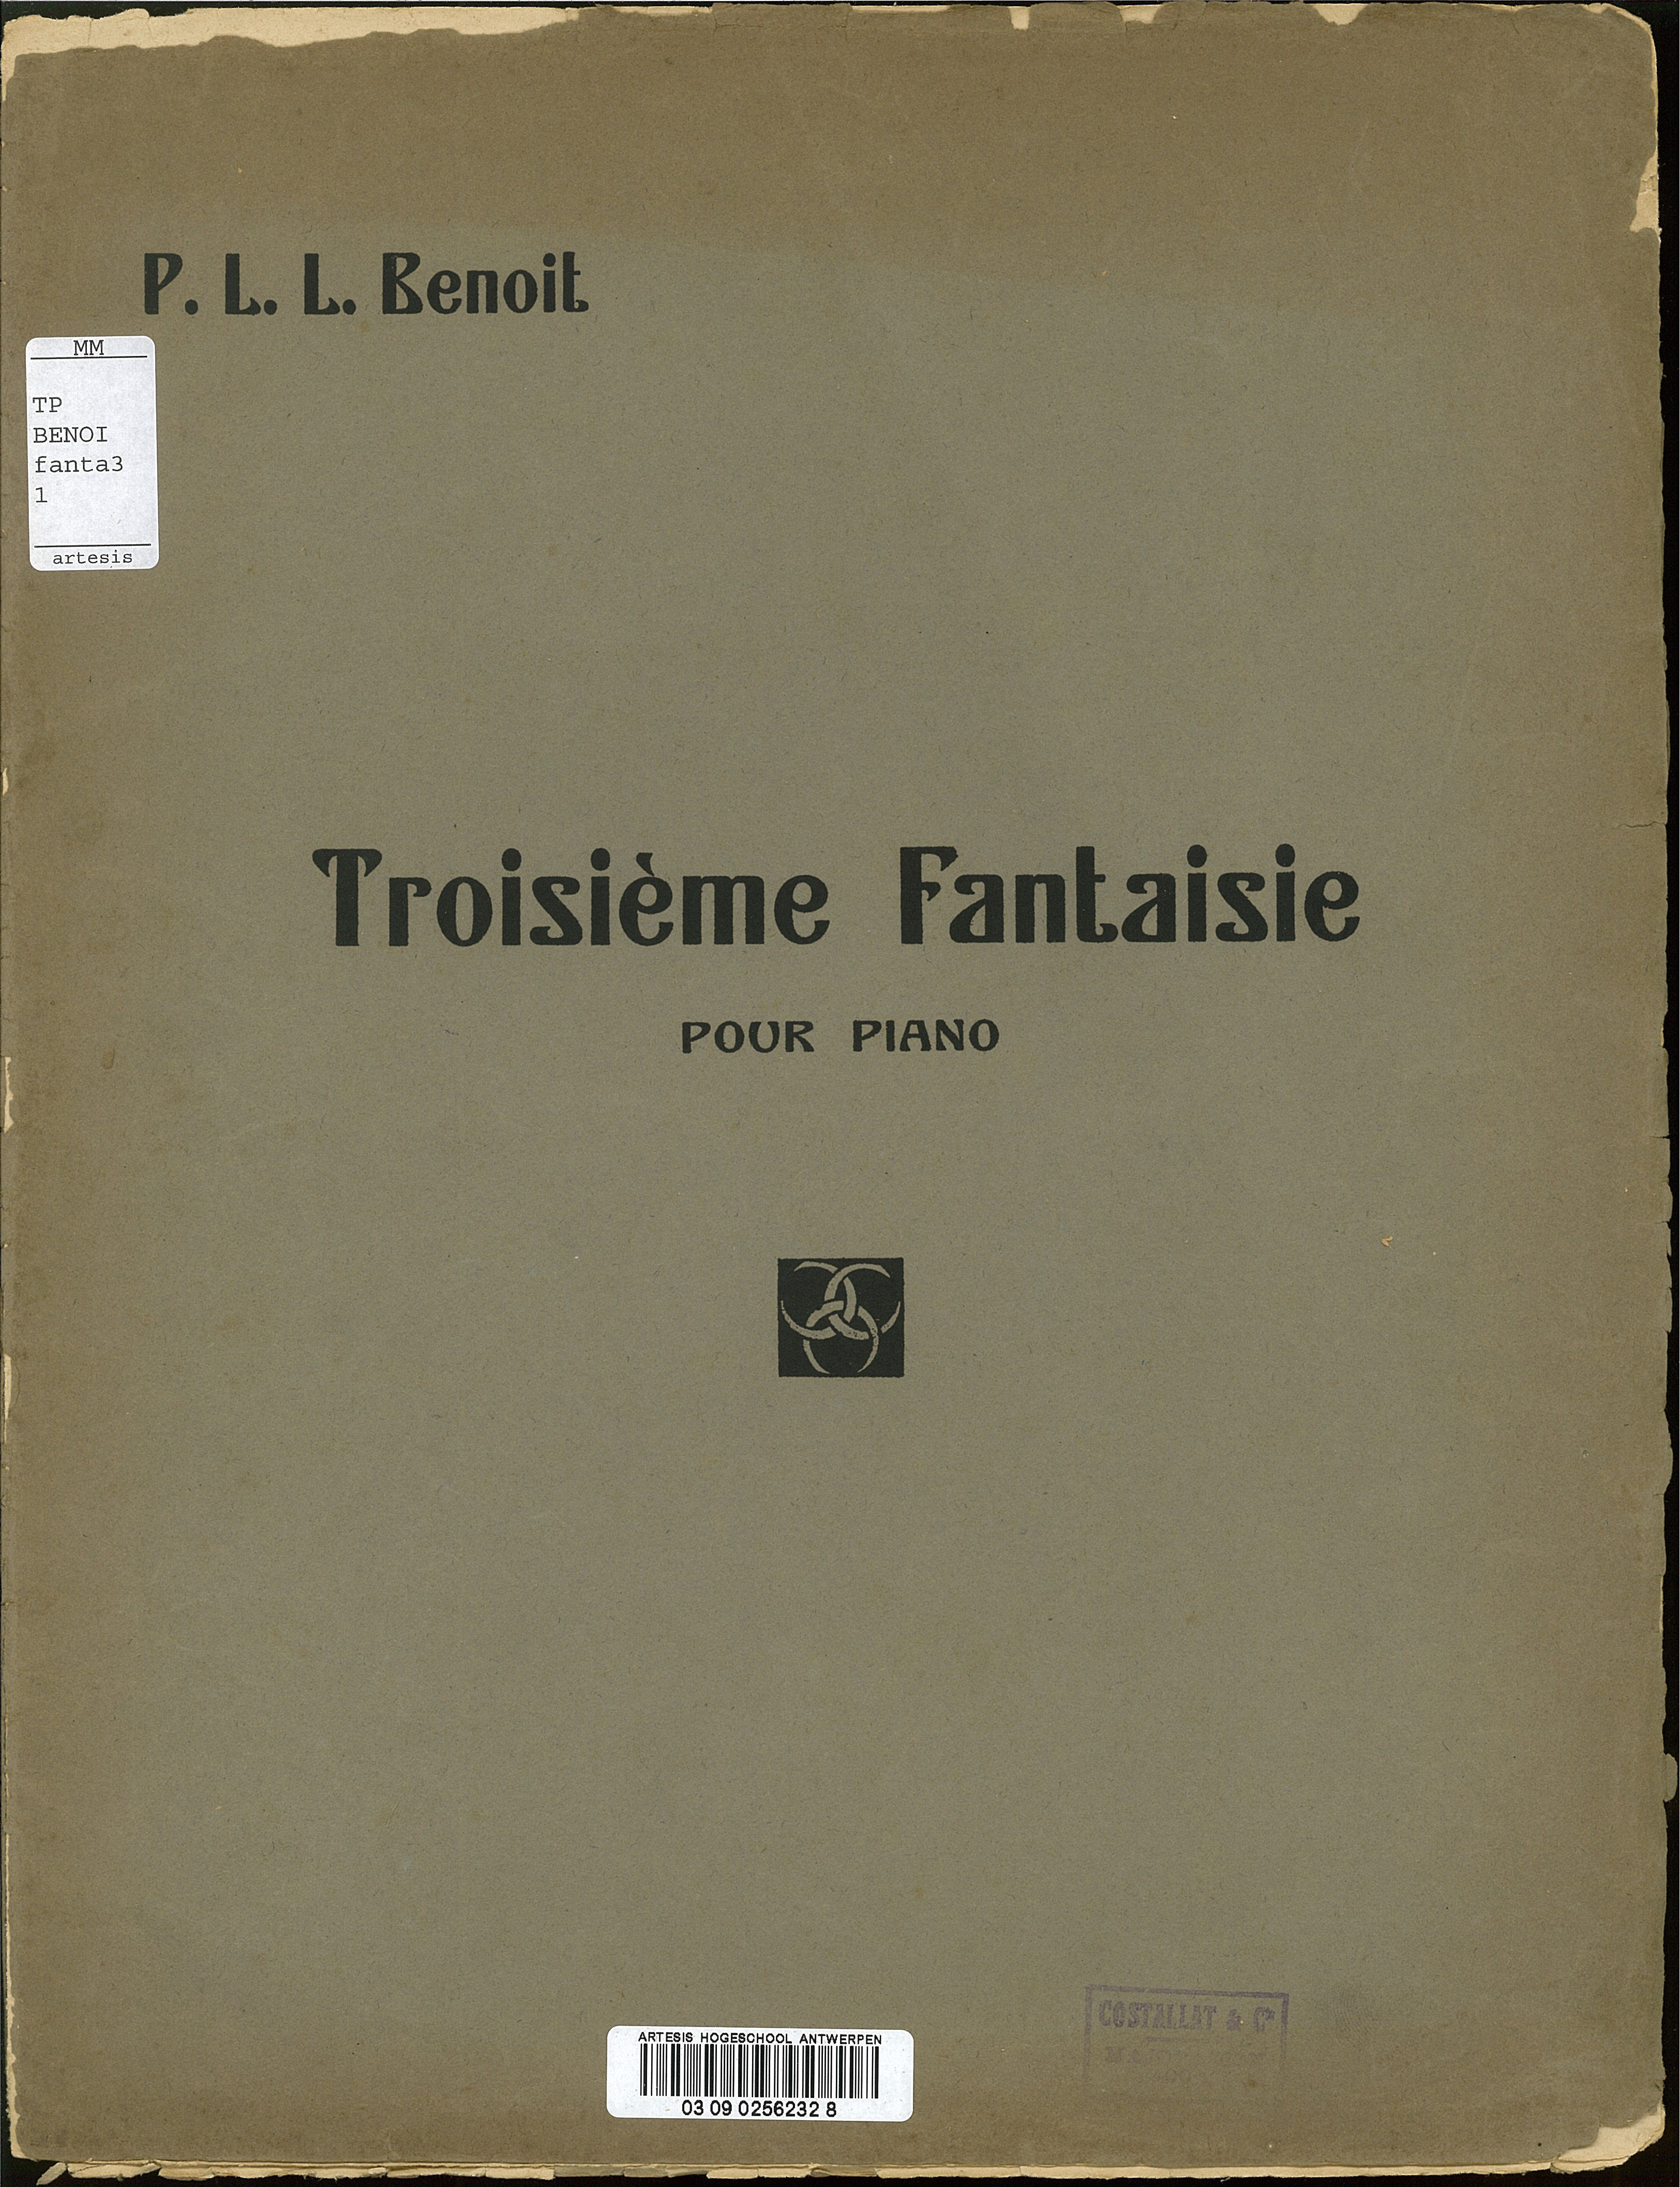 P. L. L. Benoit
MM
TP
BENOI
fanta3
1
artesis
Troisième Fantaisie
POUR PIANO
COSTALLAT & Cie
ARTESIS HOGESCHOOL ANTWERPEN
03 09 0256232 8